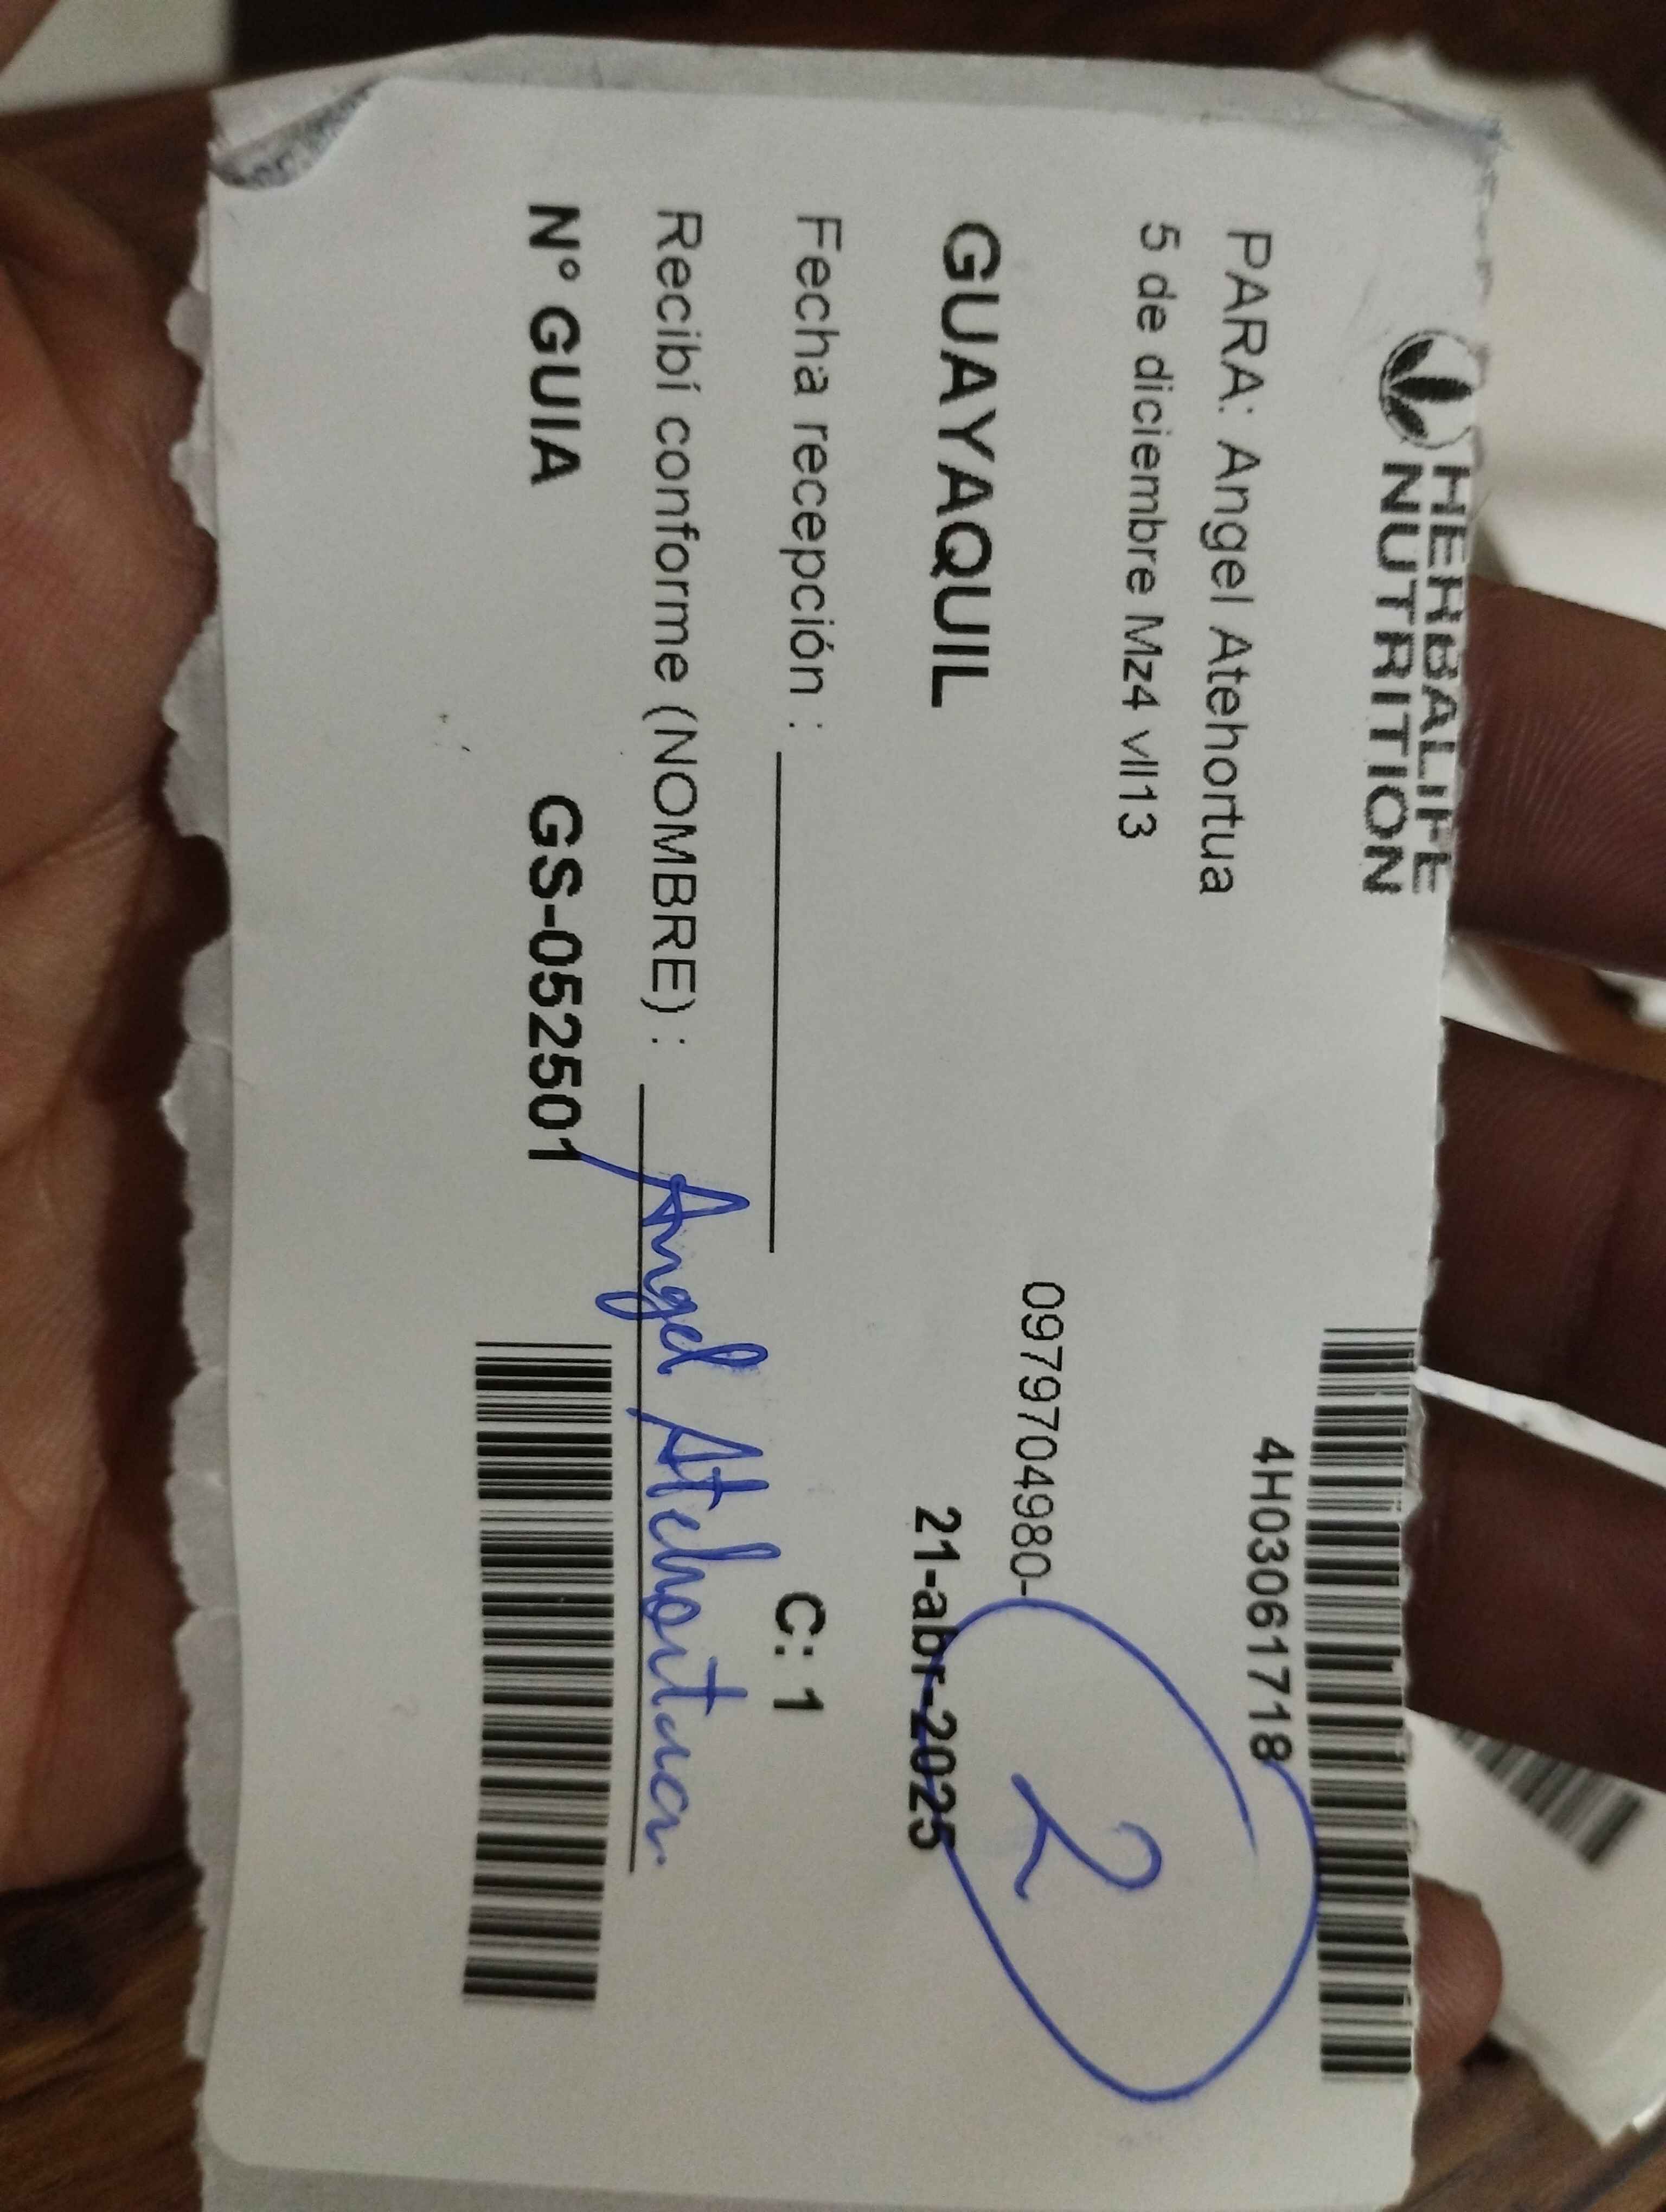 HERBALIFE
NUTRITION
4H03061718
PARA: Angel Atehortua
5 de diciembre Mz4 vll13
0979704980-
2
GUAYAQUIL
21-abr-2025
Fecha recepción :
C: 1
Recibí conforme (NOMBRE) : Angel Atehortua
N° GUIA GS-052501